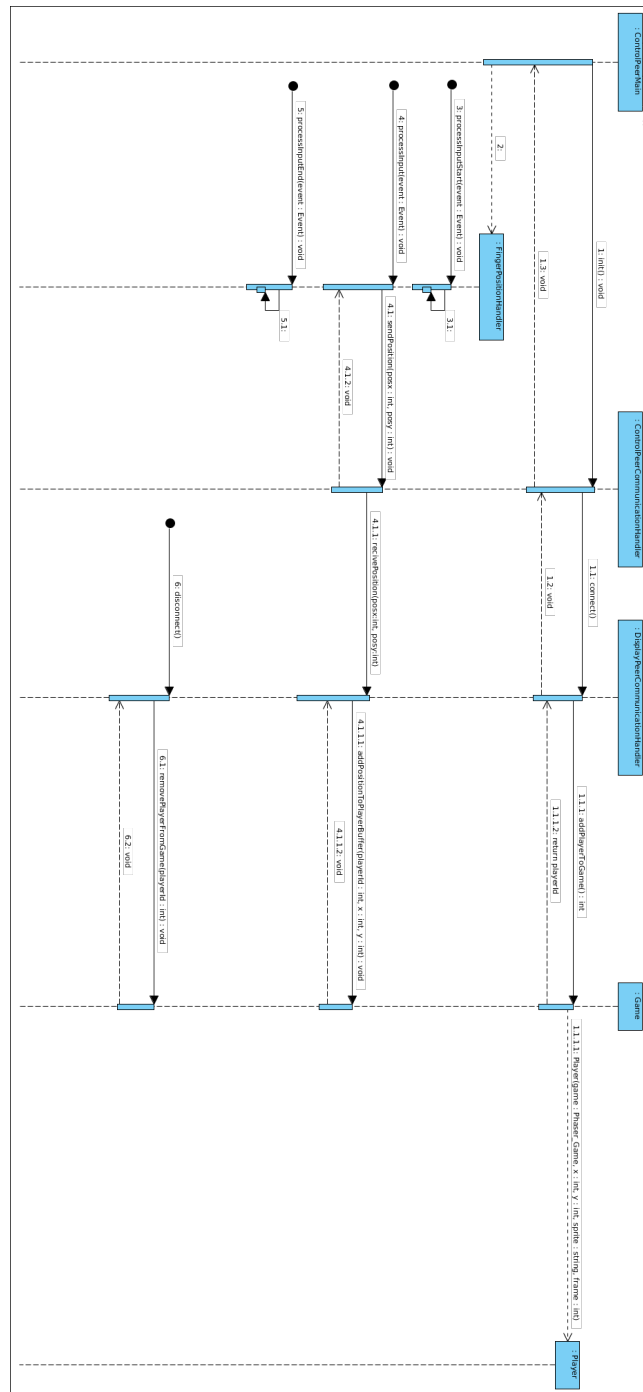 : ControlPeerMain
: ControlPeerCommunicationHandler
: DisplayPeerCommunicationHandler
: Game
1: init() : void
1.1: connect()
1.1.1: addPlayerToGame() : int
1.1.1.1: Player(game : Phaser_Game, x : int, y : int, sprite : string, frame : int)
: Player
1.1.1.2: return playerId
1.2: void
1.3: void
2:
: FingerPositionHandler
3: processInputStart(event : Event) : void
3.1:
4: processInput(event : Event) : void
4.1: sendPosition(posx : int, posy : int) : void
4.1.1: recivePosition(posx:int, posy:int)
4.1.1.1: addPositionToPlayerBuffer(playerId : int, x : int, y : int) : void
4.1.1.2: void
4.1.2: void
5: processInputEnd(event : Event) : void
5.1:
6: disconnect()
6.1: removePlayerFromGame(playerId : int) : void
6.2: void